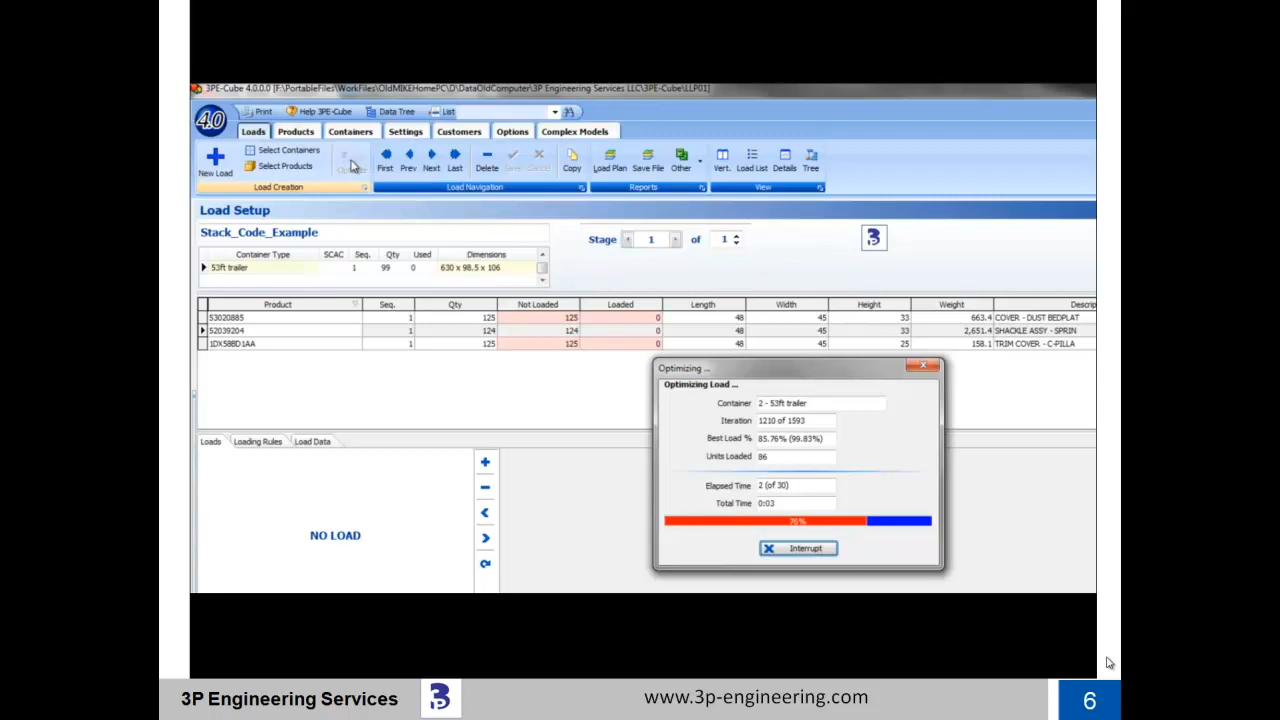 3PE-Cube 4.0.0.0 [F:\PortableFiles\WorkFiles\OldMIKEHomePC\D\DataOldComputer\3P Engineering Services LLC\3PE-Cube\LLP01]
4.0
Print Help 3PE-Cube Data Tree List
Loads Products Containers Settings Customers Options Complex Models
New Load
Select Containers
Select Products
First Prev Next Last Delete Save Cancel Copy Load Plan Save File Other Vert. Load List Details Tree
Load Creation Load Navigation Reports View
Load Setup
Stack_Code_Example
Stage 1 of 1
3
Container Type SCAC Seq. Qty Used Dimensions
53ft trailer 1 99 0 630 x 98.5 x 106
Product Seq. Qty Not Loaded Loaded Length Width Height Weight Descrip
53020885 1 125 125 0 48 45 33 663.4 COVER - DUST BEDPLAT
52039204 1 124 124 0 48 45 33 2,651.4 SHACKLE ASSY - SPRIN
1DX58BD1AA 1 125 125 0 48 45 25 158.1 TRIM COVER - C-PILLA
Optimizing ...
Optimizing Load ...
Container 2 - 53ft trailer
Iteration 1210 of 1593
Best Load % 85.76% (99.83%)
Units Loaded 86
Elapsed Time 2 (of 30)
Total Time 0:03
76%
Interrupt
Loads Loading Rules Load Data
NO LOAD
3P Engineering Services 3 www.3p-engineering.com 6